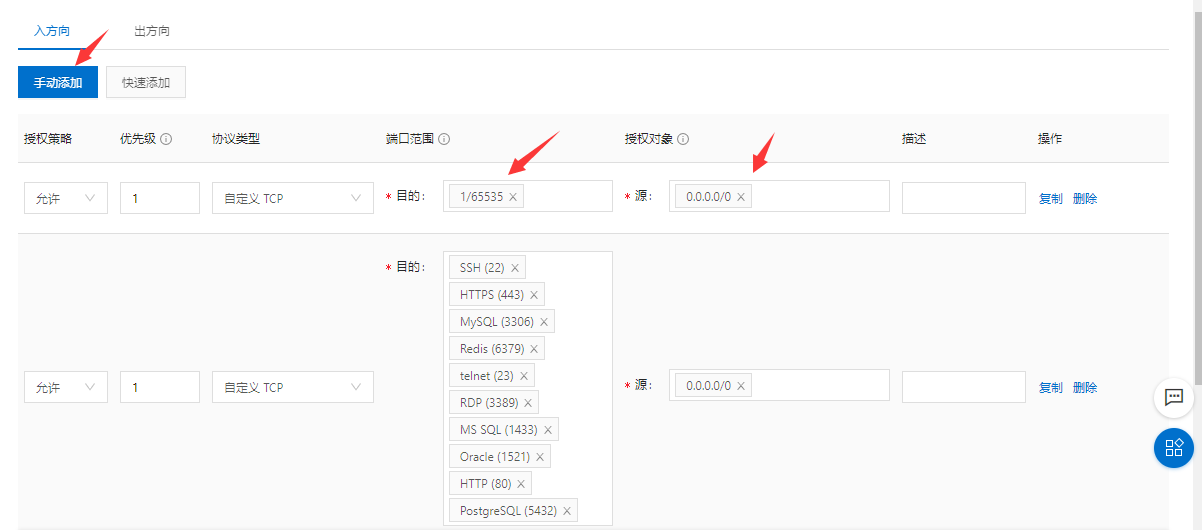 入方向 出方向
手动添加 快速添加
授权策略 优先级 协议类型 端口范围 授权对象 描述 操作
允许 1 自定义 TCP * 目的: 1/65535 × * 源: 0.0.0.0/0 × 复制 删除
* 目的: SSH (22) ×
HTTPS (443) ×
MySQL (3306) ×
Redis (6379) ×
telnet (23) ×
允许 1 自定义 TCP * 源: 0.0.0.0/0 × 复制 删除
RDP (3389) ×
MS SQL (1433) ×
Oracle (1521) ×
HTTP (80) ×
PostgreSQL (5432) ×